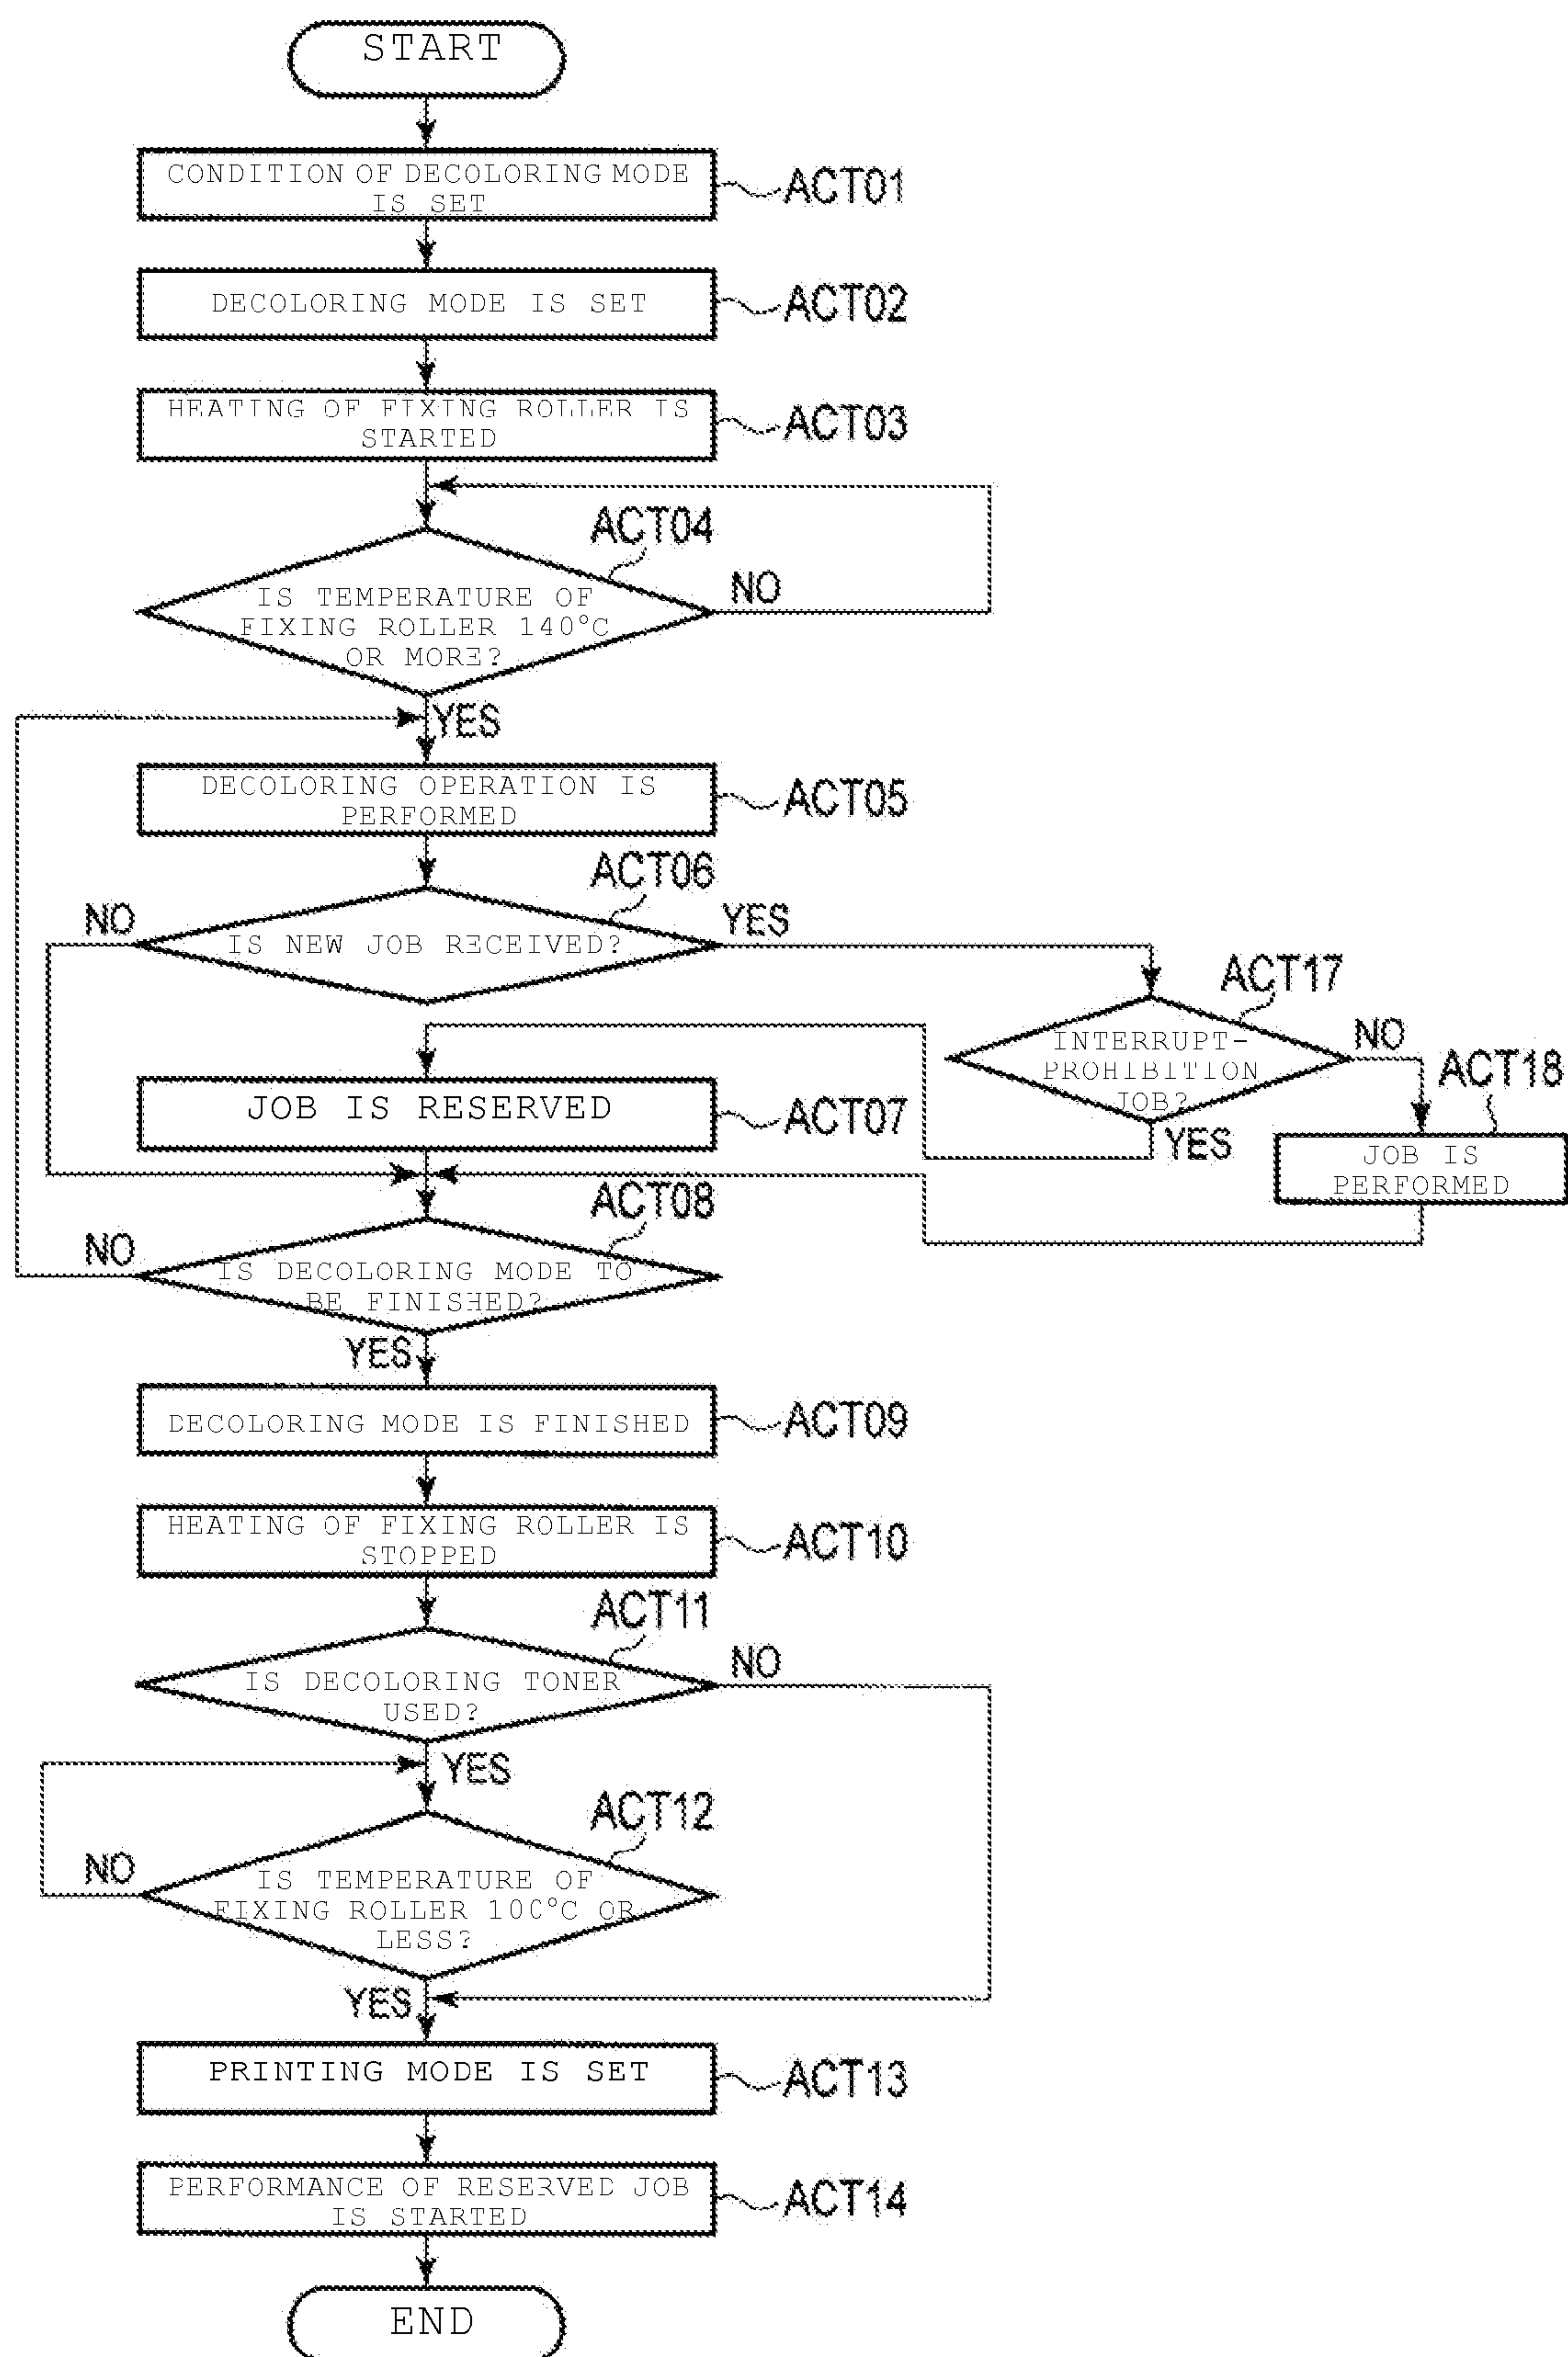 START
CONDITION OF DECOLORING MODE
IS SET
ACT01
DECOLORING MODE IS SET
ACT02
HEATING OF FIXING ROLLER IS
STARTED
ACT03
ACT04
IS TEMPERATURE OF
FIXING ROLLER 140°C
OR MORE?
NO
YES
DECOLORING OPERATION IS
PERFORMED
ACT05
ACT06
NO
IS NEW JOB RECEIVED?
YES
ACT17
INTERRUPT-
PROHIBITION
JOB?
NO
YES
ACT18
JOB IS
PERFORMED
JOB IS RESERVED
ACT07
ACT08
NO
IS DECOLORING MODE TO
BE FINISHED?
YES
DECOLORING MODE IS FINISHED
ACT09
HEATING OF FIXING ROLLER IS
STOPPED
ACT10
ACT11
IS DECOLORING TONER
USED?
NO
YES
ACT12
NO
IS TEMPERATURE OF
FIXING ROLLER 100°C OR
LESS?
YES
PRINTING MODE IS SET
ACT13
PERFORMANCE OF RESERVED JOB
IS STARTED
ACT14
END